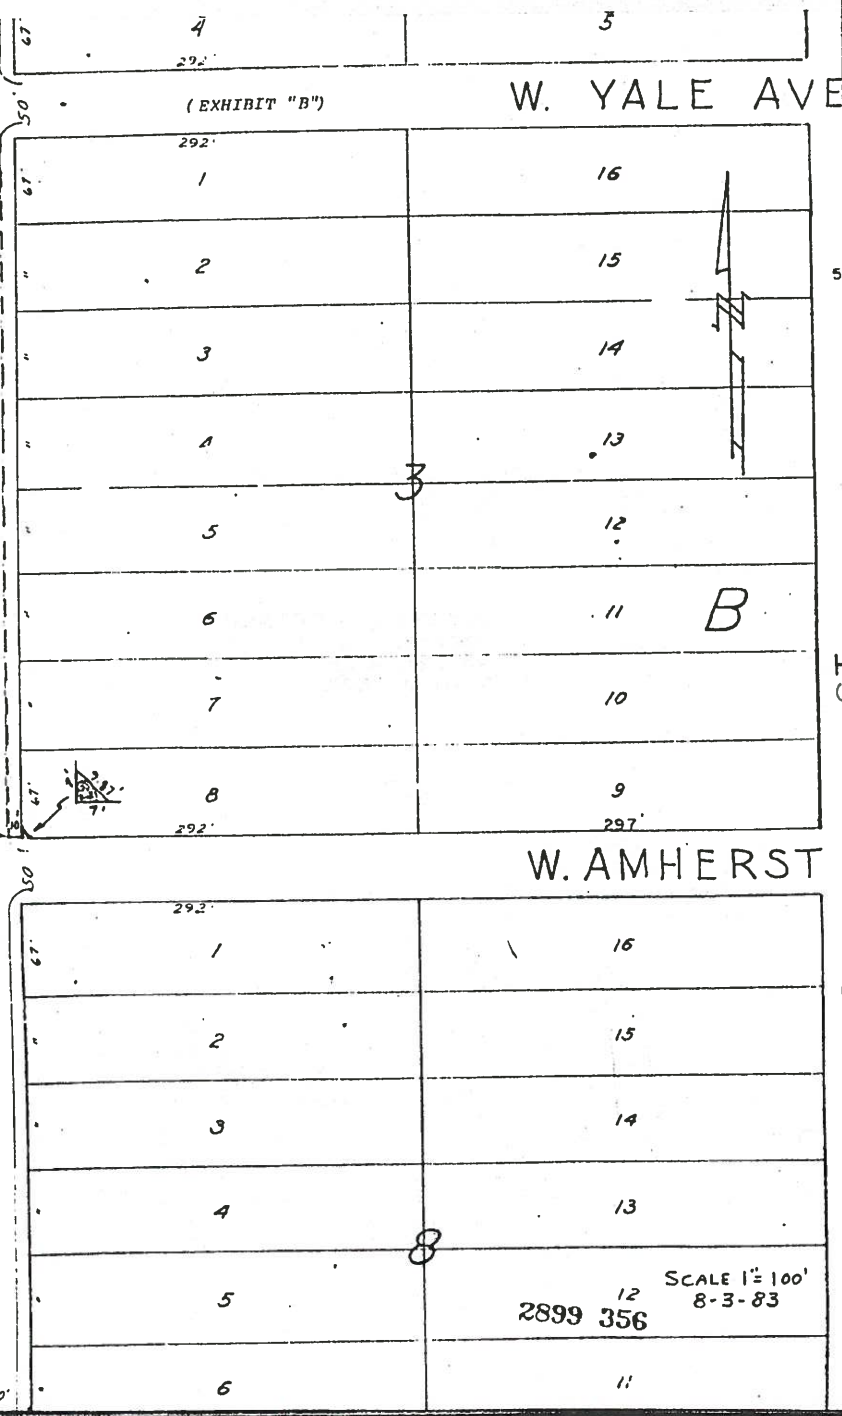 67' 4 5
292'
50' (EXHIBIT "B") W. YALE AVE
292'
67' 1 16
" 2 15
5
" 3 14
N
" 4 13
3
" 5 12
" 6 11 B
7 10
67' 7' 8 9
292' 297'
50' W. AMHERST
292'
67' 1 16
" 2 15
3 14
4 13
8
SCALE 1"= 100'
5 12 8-3-83
2899 356
6 11